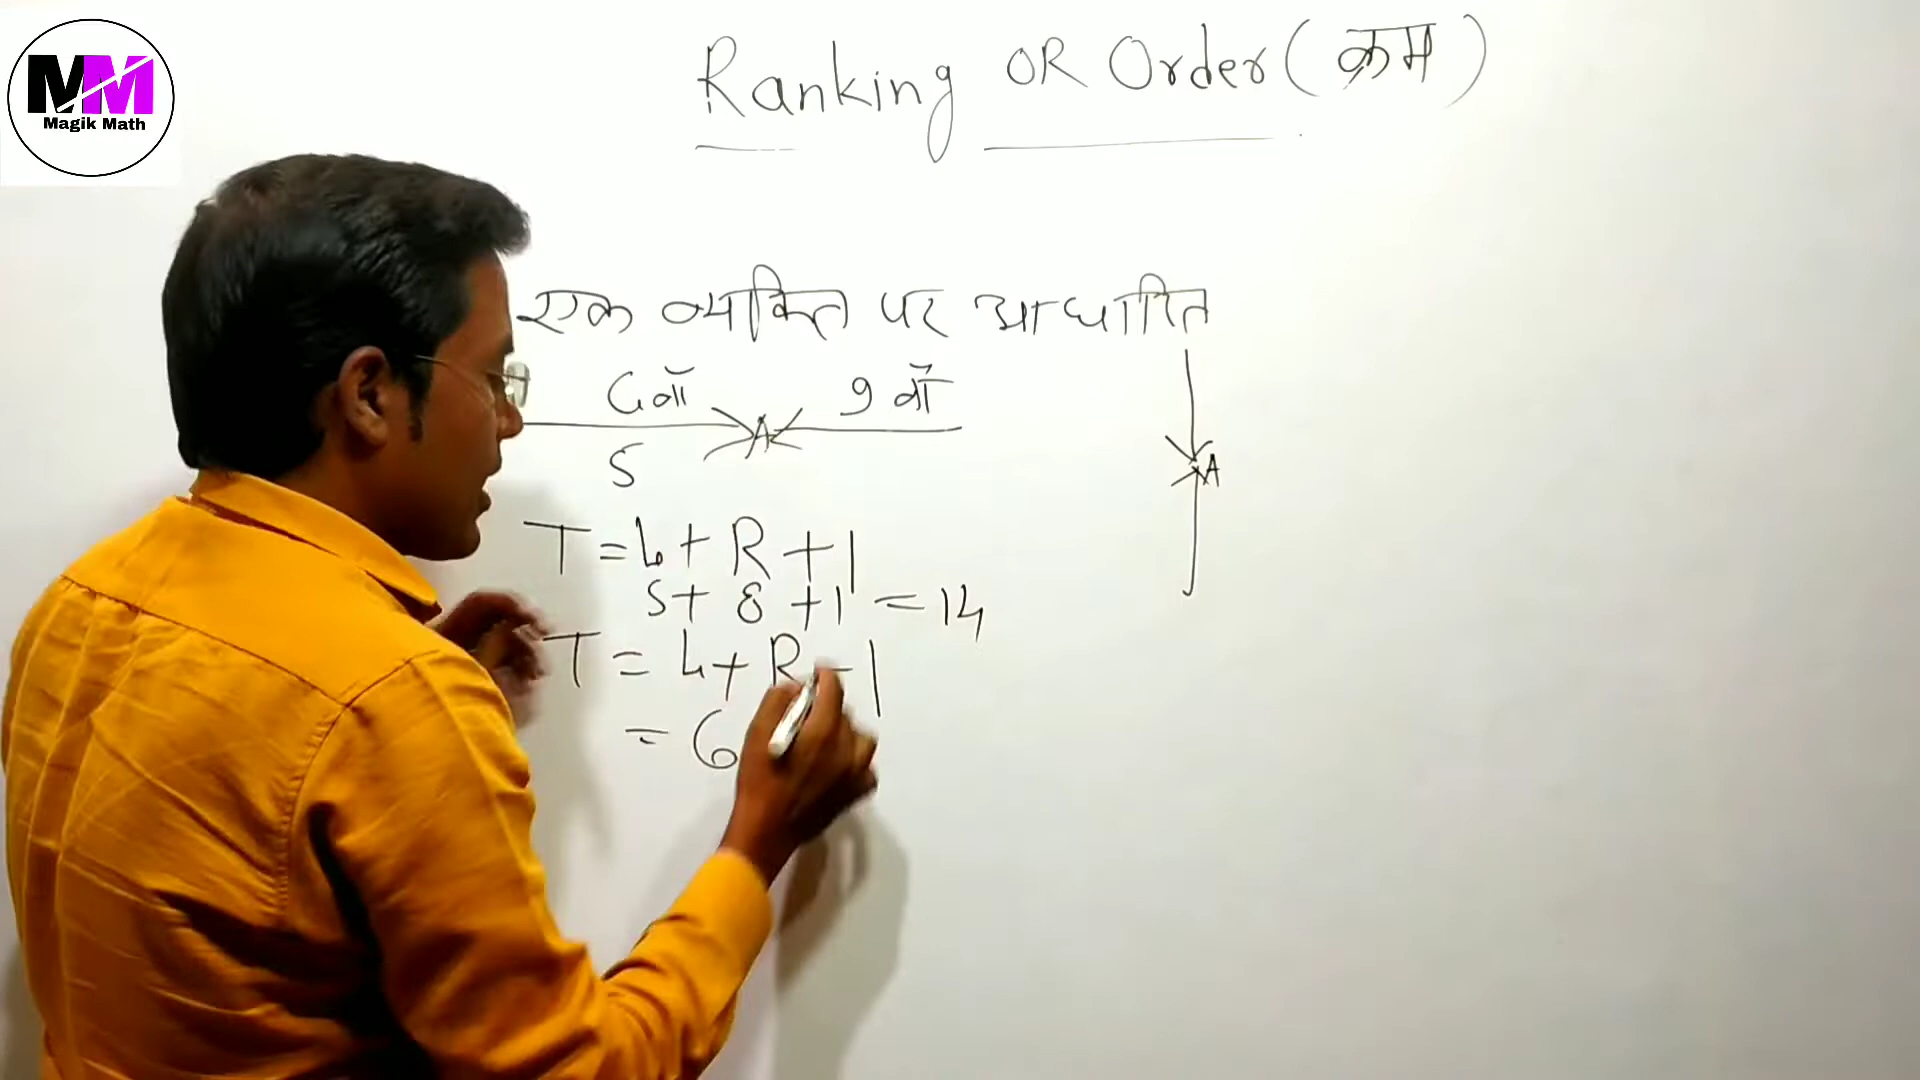 MM
Magik Math
Ranking OR Order (क्रम)
एक व्यक्ति पर आधारित
6वाँ 9 वाँ
A
5
A
T = L + R + 1
5 + 8 + 1 = 14
T = L + R - 1
= 6